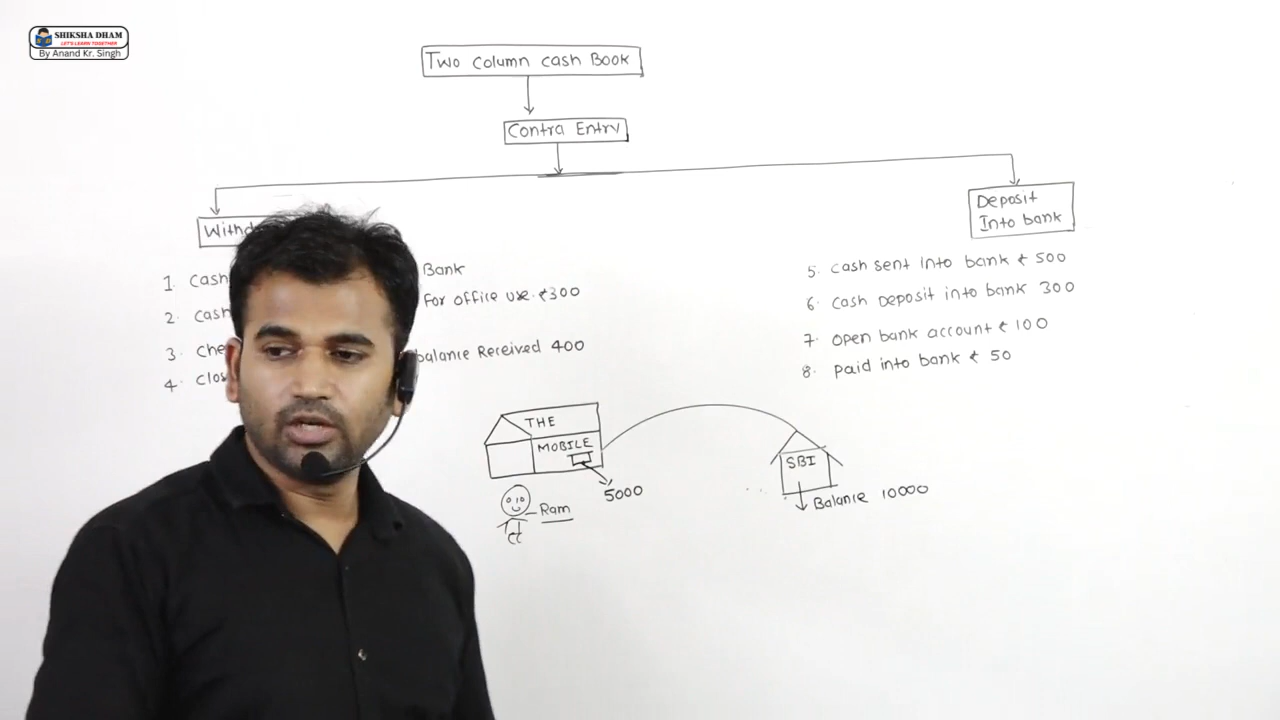 SHIKSHA DHAM
LET'S LEARN TOGETHER
By Anand Kr. Singh
Two column cash Book
Contra Entry
Withd
Deposit
Into bank
1. Cash Bank
2. Cash For office use ₹300
3. Che balance Received 400
4. Clos
5. Cash sent into bank ₹ 500
6. Cash Deposit into bank 300
7. Open bank account ₹ 100
8. Paid into bank ₹ 50
THE
MOBILE
5000
Ram
SBI
Balance 10000